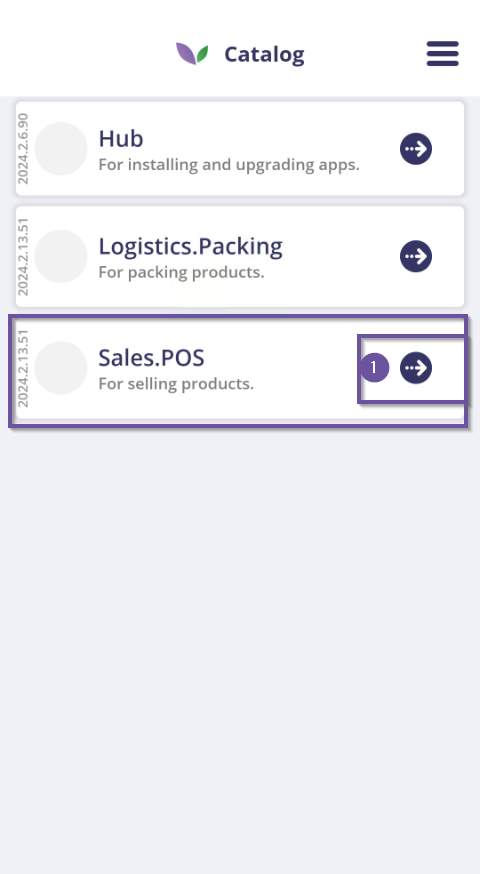 Catalog
2024.2.6.90
Hub
For installing and upgrading apps.
2024.2.13.51
Logistics.Packing
For packing products.
2024.2.13.51
Sales.POS
For selling products.
1